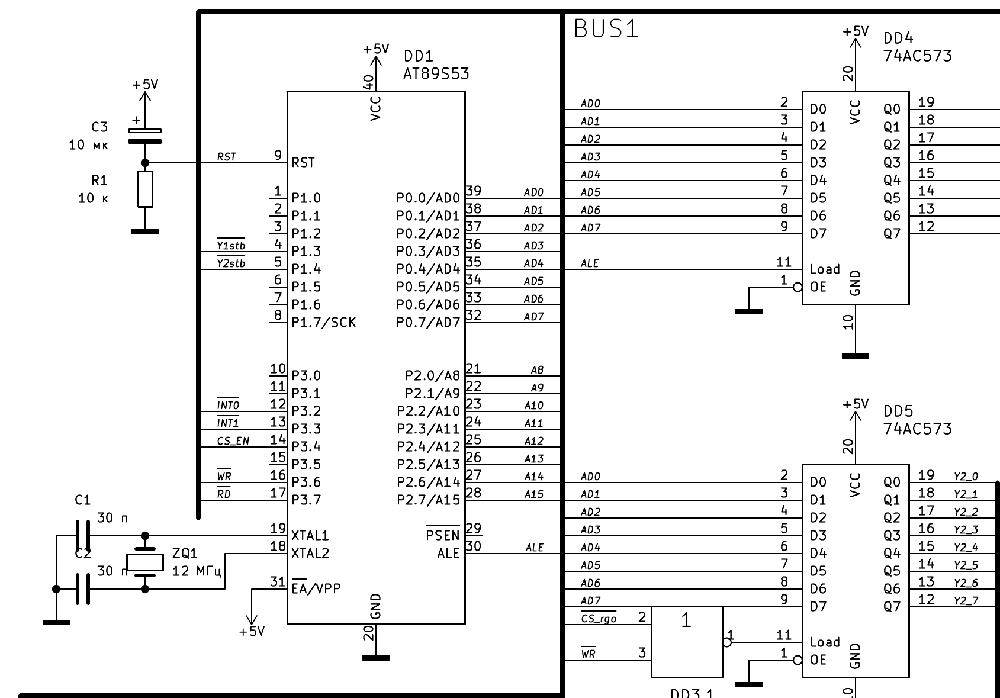 BUS1
+5V
DD1
AT89S53
40
VCC
+5V
C3
+
10 мк
R1
10 к
RST
9
RST
1
P1.0
2
P1.1
3
P1.2
Y1stb
4
P1.3
Y2stb
5
P1.4
6
P1.5
7
P1.6
8
P1.7/SCK
10
P3.0
11
P3.1
INT0
12
P3.2
INT1
13
P3.3
CS_EN
14
P3.4
15
P3.5
WR
16
P3.6
RD
17
P3.7
19
XTAL1
18
XTAL2
31
EA/VPP
+5V
C1
30 п
C2
30 п
ZQ1
12 МГц
P0.0/AD0
39
AD0
P0.1/AD1
38
AD1
P0.2/AD2
37
AD2
P0.3/AD3
36
AD3
P0.4/AD4
35
AD4
P0.5/AD5
34
AD5
P0.6/AD6
33
AD6
P0.7/AD7
32
AD7
P2.0/A8
21
A8
P2.1/A9
22
A9
P2.2/A10
23
A10
P2.3/A11
24
A11
P2.4/A12
25
A12
P2.5/A13
26
A13
P2.6/A14
27
A14
P2.7/A15
28
A15
PSEN
29
ALE
30
ALE
GND
20
+5V
DD4
74AC573
20
VCC
AD0
2
D0
Q0
19
AD1
3
D1
Q1
18
AD2
4
D2
Q2
17
AD3
5
D3
Q3
16
AD4
6
D4
Q4
15
AD5
7
D5
Q5
14
AD6
8
D6
Q6
13
AD7
9
D7
Q7
12
ALE
11
Load
1
OE
GND
10
+5V
DD5
74AC573
20
VCC
AD0
2
D0
Q0
19
Y2_0
AD1
3
D1
Q1
18
Y2_1
AD2
4
D2
Q2
17
Y2_2
AD3
5
D3
Q3
16
Y2_3
AD4
6
D4
Q4
15
Y2_4
AD5
7
D5
Q5
14
Y2_5
AD6
8
D6
Q6
13
Y2_6
AD7
9
D7
Q7
12
Y2_7
CS_rgo
2
1
1
WR
3
DD3.1
11
Load
1
OE
GND